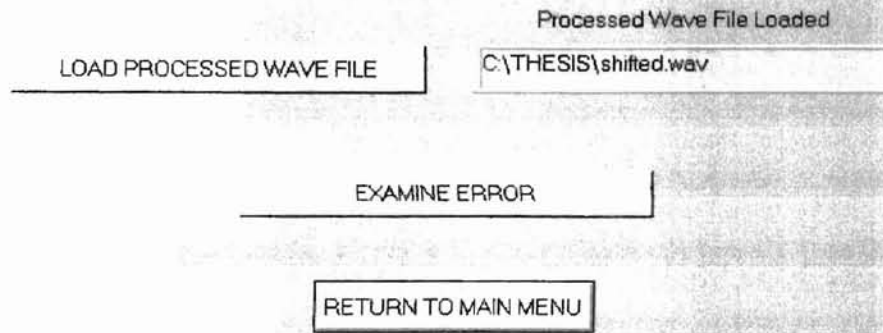 Processed Wave File Loaded
LOAD PROCESSED WAVE FILE
C:\THESIS\shifted.wav
EXAMINE ERROR
RETURN TO MAIN MENU